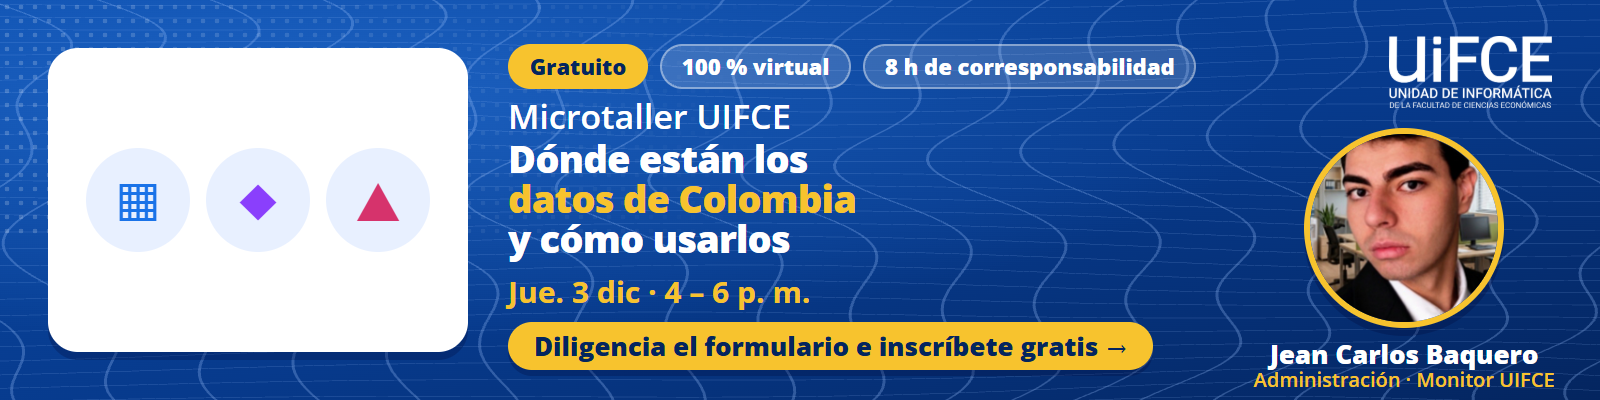 Gratuito
100 % virtual
8 h de corresponsabilidad
Microtaller UIFCE
Dónde están los
datos de Colombia
y cómo usarlos
Jue. 3 dic · 4 – 6 p. m.
Diligencia el formulario e inscríbete gratis →
UiFCE
UNIDAD DE INFORMÁTICA
DE LA FACULTAD DE CIENCIAS ECONÓMICAS
Jean Carlos Baquero
Administración · Monitor UIFCE